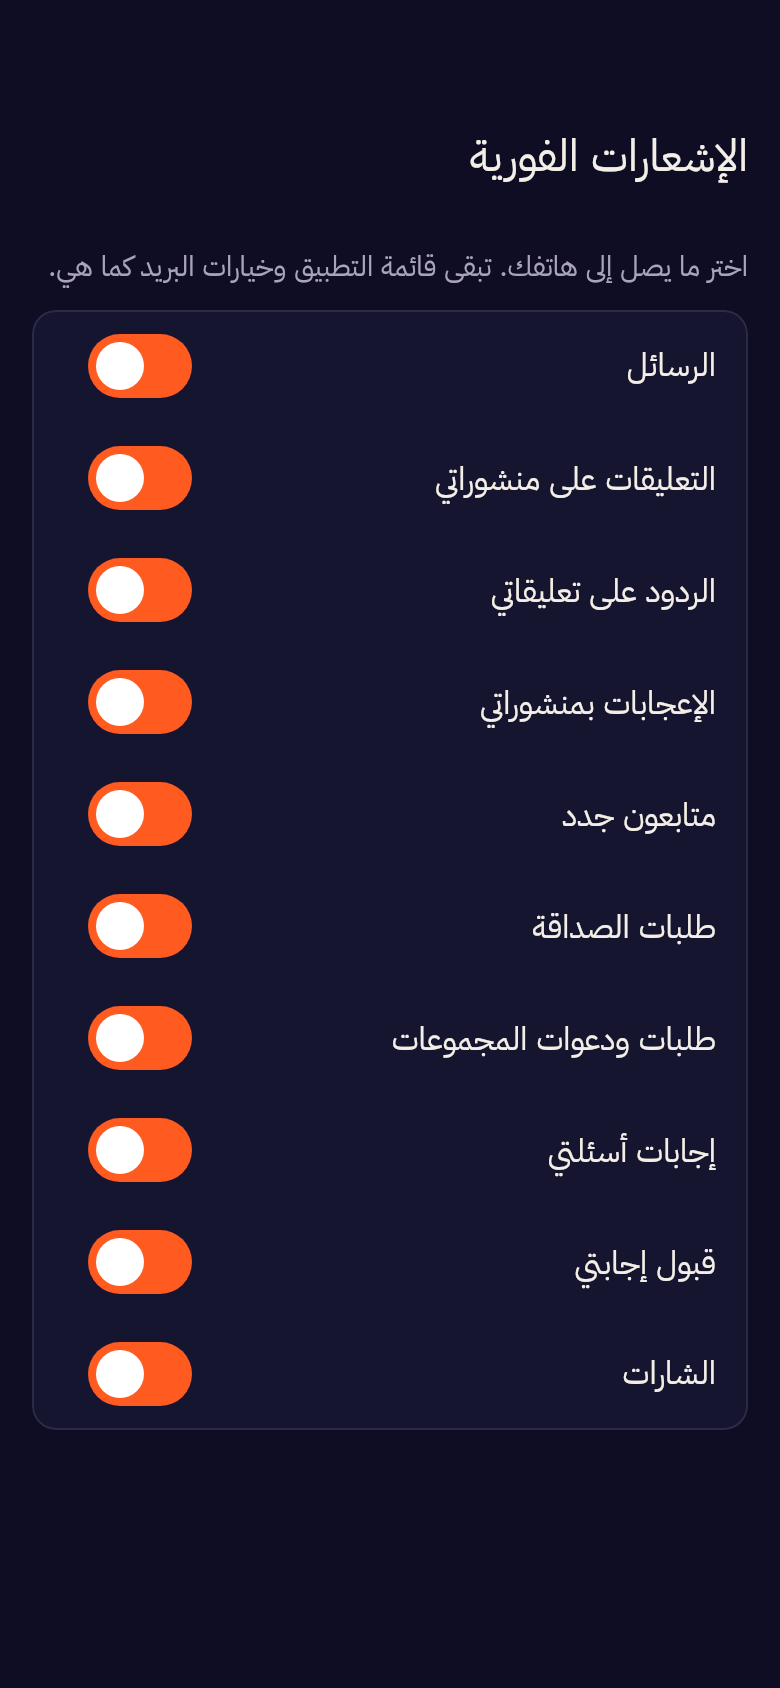 الإشعارات الفورية
اختر ما يصل إلى هاتفك. تبقى قائمة التطبيق وخيارات البريد كما هي.
الرسائل
التعليقات على منشوراتي
الردود على تعليقاتي
الإعجابات بمنشوراتي
متابعون جدد
طلبات الصداقة
طلبات ودعوات المجموعات
إجابات أسئلتي
قبول إجابتي
الشارات